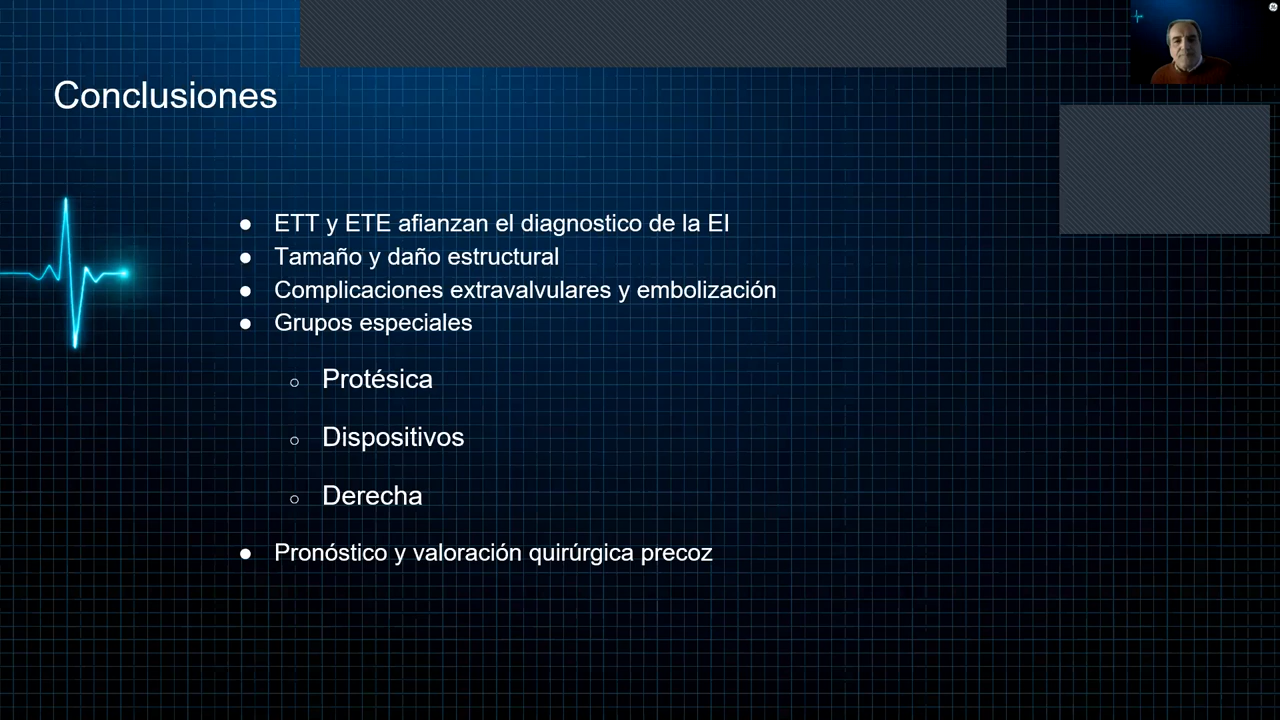 Conclusiones
● ETT y ETE afianzan el diagnostico de la EI
● Tamaño y daño estructural
● Complicaciones extravalvulares y embolización
● Grupos especiales
○ Protésica
○ Dispositivos
○ Derecha
● Pronóstico y valoración quirúrgica precoz